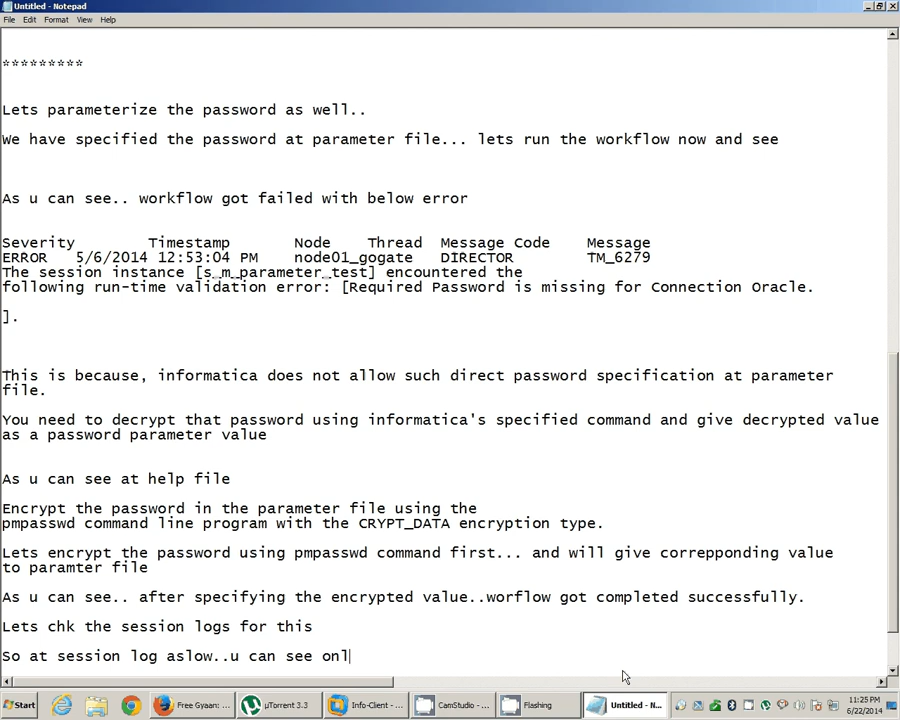 Untitled - Notepad
File Edit Format View Help
*********
Lets parameterize the password as well..
We have specified the password at parameter file... lets run the workflow now and see
As u can see.. workflow got failed with below error
Severity Timestamp Node Thread Message Code Message
ERROR 5/6/2014 12:53:04 PM node01_gogate DIRECTOR TM_6279
The session instance [s_m_parameter_test] encountered the
following run-time validation error: [Required Password is missing for Connection Oracle.
].
This is because, informatica does not allow such direct password specification at parameter
file.
You need to decrypt that password using informatica's specified command and give decrypted value
as a password parameter value
As u can see at help file
Encrypt the password in the parameter file using the
pmpasswd command line program with the CRYPT_DATA encryption type.
Lets encrypt the password using pmpasswd command first... and will give correpponding value
to paramter file
As u can see.. after specifying the encrypted value..worflow got completed successfully.
Lets chk the session logs for this
So at session log aslow..u can see onl
Start Free Gyaan: ... µTorrent 3.3 Info-Client - ... CamStudio - ... Flashing Untitled - N... 11:25 PM
6/22/2014